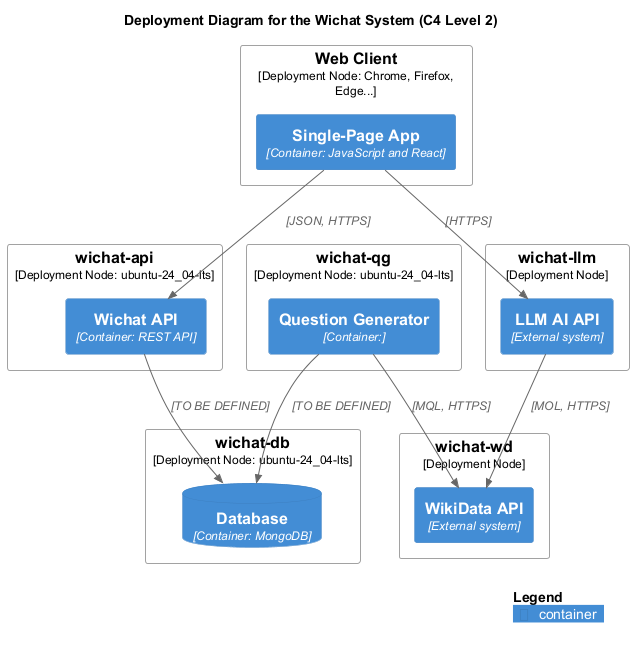 Deployment Diagram for the Wichat System (C4 Level 2)
Web Client
[Deployment Node: Chrome, Firefox,
Edge...]
Single-Page App
[Container: JavaScript and React]
[JSON, HTTPS]
[HTTPS]
wichat-api
[Deployment Node: ubuntu-24_04-lts]
Wichat API
[Container: REST API]
wichat-qg
[Deployment Node: ubuntu-24_04-lts]
Question Generator
[Container:]
wichat-llm
[Deployment Node]
LLM AI API
[External system]
[TO BE DEFINED]
[TO BE DEFINED]
[MQL, HTTPS]
[MOL, HTTPS]
wichat-db
[Deployment Node: ubuntu-24_04-lts]
Database
[Container: MongoDB]
wichat-wd
[Deployment Node]
WikiData API
[External system]
Legend
container